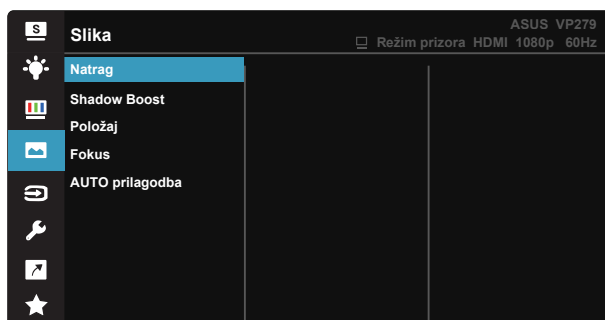 S
Slika
ASUS VP279
Režim prizora HDMI 1080p 60Hz
Natrag
Shadow Boost
Položaj
Fokus
AUTO prilagodba